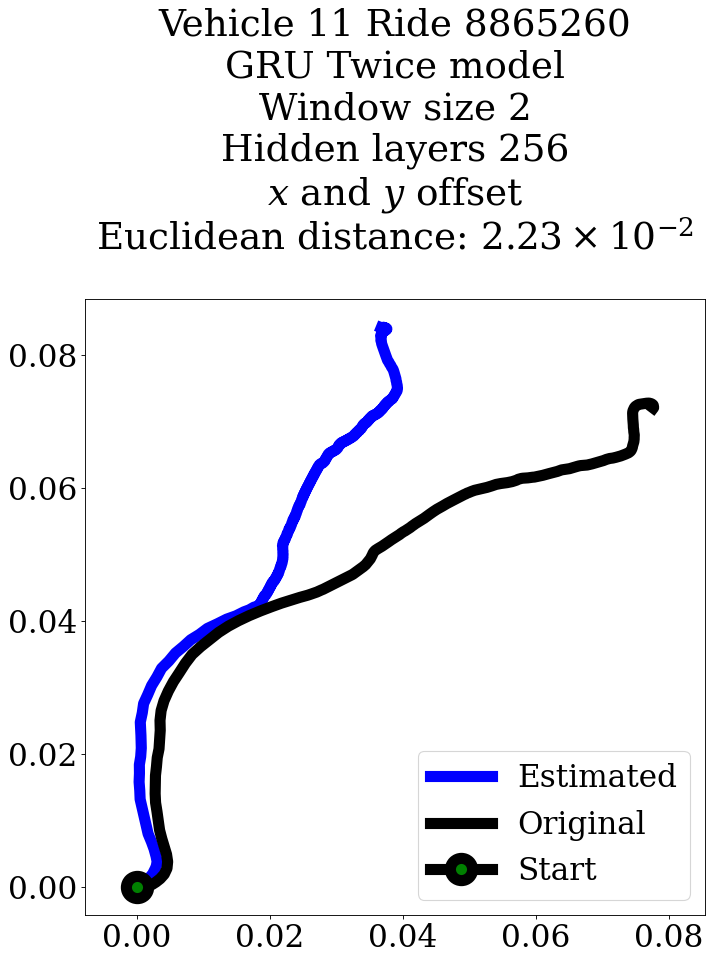 Vehicle 11 Ride 8865260
GRU Twice model
Window size 2
Hidden layers 256
x and y offset
Euclidean distance: 2.23 × 10⁻²
0.08
0.06
0.04
0.02
0.00
Estimated
Original
Start
0.00 0.02 0.04 0.06 0.08